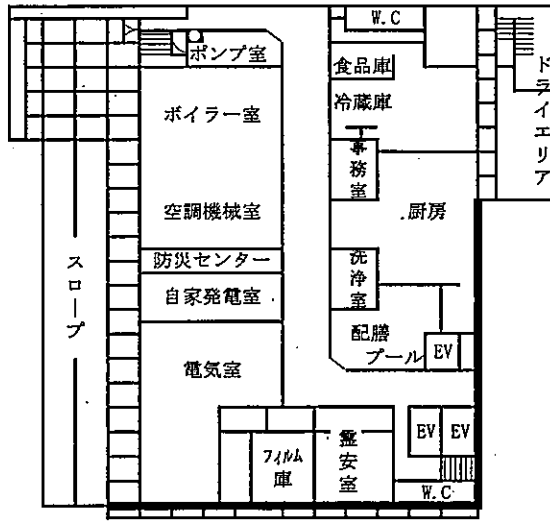 W.C
ポンプ室
食品庫
ドライエリア
ボイラー室
冷蔵庫
事務室
空調機械室
厨房
防災センター
洗浄室
スロープ
自家発電室
配膳
プール
EV
電気室
EV
EV
フィルム庫
霊安室
W.C